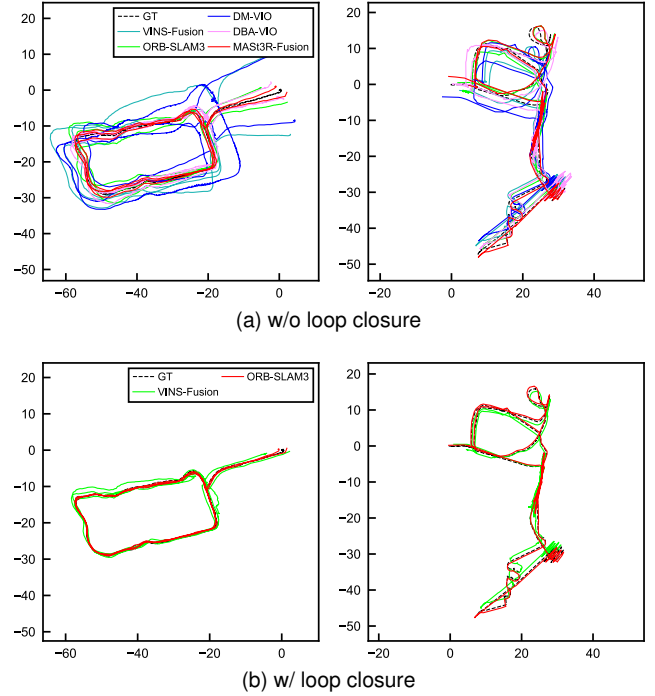 GT DM-VIO
VINS-Fusion DBA-VIO
ORB-SLAM3 MASt3R-Fusion
20
10
0
−10
−20
−30
−40
−50
−60 −40 −20 0
20
10
0
−10
−20
−30
−40
−50
−20 0 20 40
(a) w/o loop closure
GT ORB-SLAM3
VINS-Fusion
20
10
0
−10
−20
−30
−40
−50
−60 −40 −20 0
20
10
0
−10
−20
−30
−40
−50
−20 0 20 40
(b) w/ loop closure